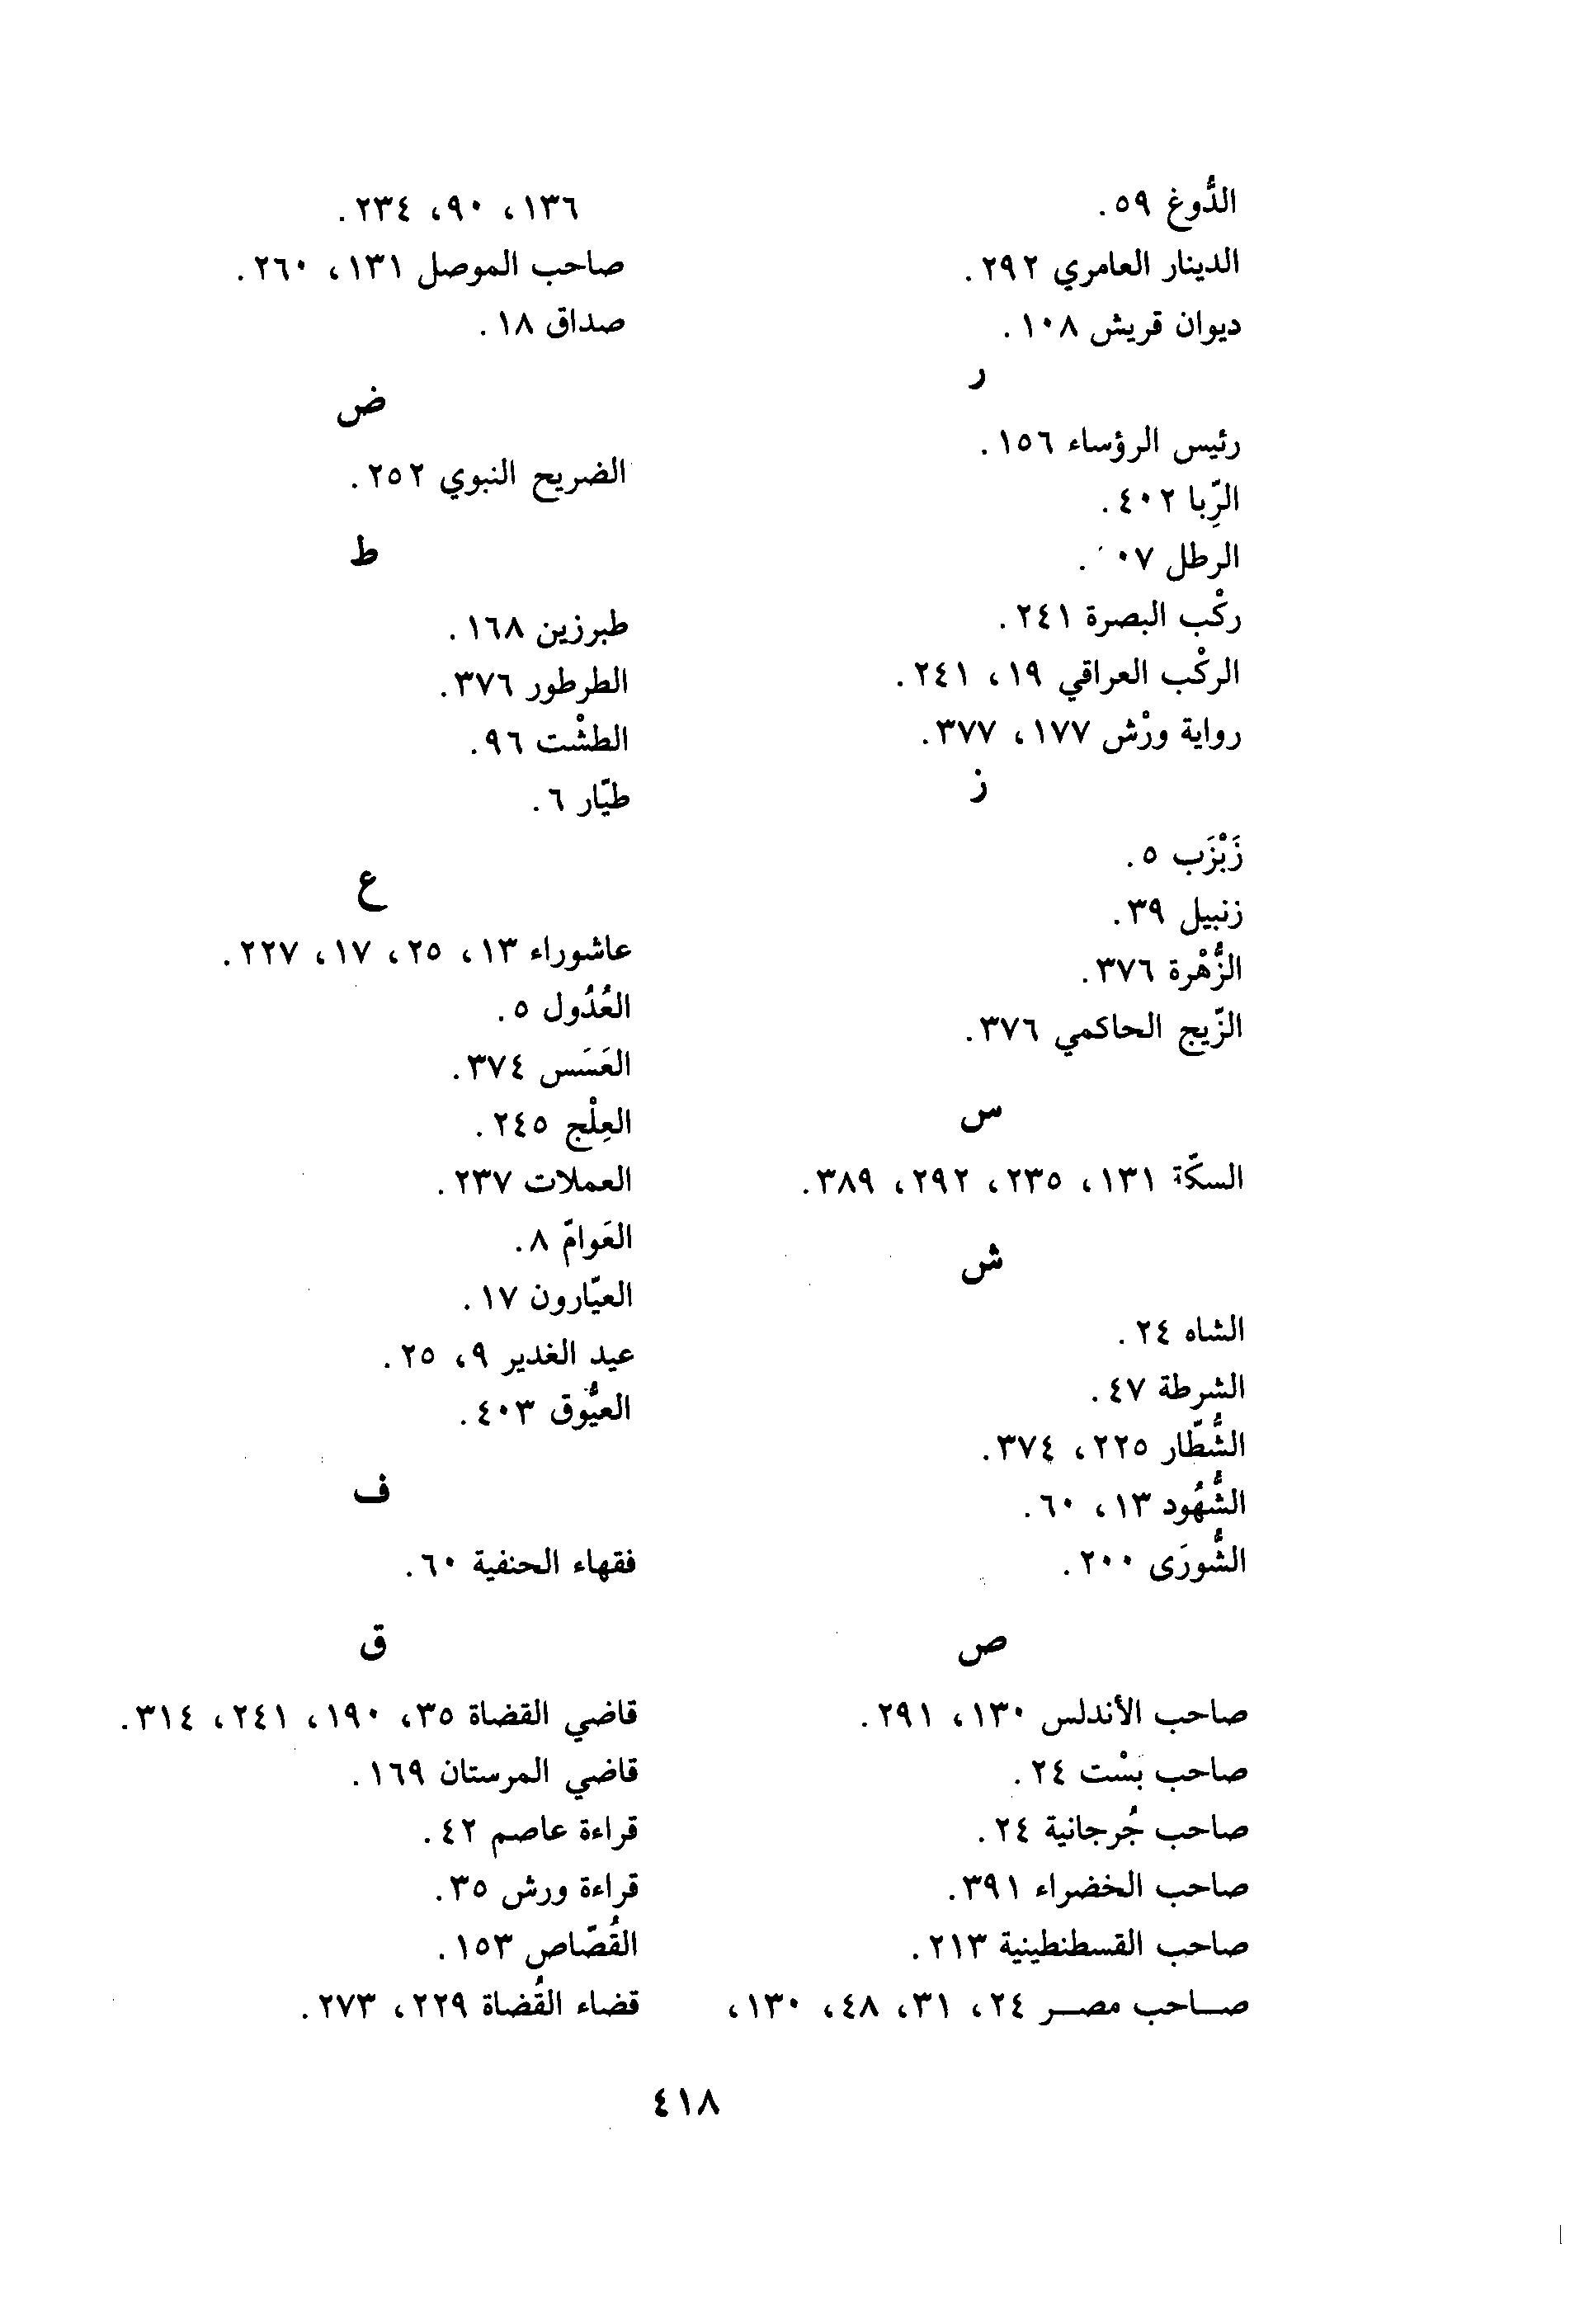 الدُّوغ ٥٩.
الدينار العامري ٢٩٢.
ديوان قريش ١٠٨.
ر
رئيس الرؤساء ١٥٦.
الرِّبا ٤٠٢.
الرطل
ركْب البصرة ٢٤١.
الركْب العراقي ١٩، ٢٤١.
رواية ورْش ١٧٧، ٣٧٧.
ز
زَبْزَب ٥.
زنبيل ٣٩.
الزُّهْرة ٣٧٦.
الزّيج الحاكمي ٣٧٦.
س
السكّة ١٣١، ٢٣٥، ٢٩٢، ٣٨٩.
ش
الشاه ٢٤.
الشرطة ٤٧.
الشُّطّار ٢٢٥، ٣٧٤.
الشُّهُود ١٣، ٦٠.
الشُّورَى ٢٠٠.
ص
صاحب الأندلس ١٣٠، ٢٩١.
صاحب بسْت ٢٤.
صاحب جُرجانية ٢٤.
صاحب الخضراء ٣٩١.
صاحب القسطنطينية ٢١٣.
صـاحب مصـر ٢٤، ٣١، ٤٨، ١٣٠،
١٣٦، ٩٠، ٢٣٤.
صاحب الموصل ١٣١، ٢٦٠.
صداق ١٨.
ض
الضريح النبوي ٢٥٢.
ط
طبرزين ١٦٨.
الطرطور ٣٧٦.
الطشْت ٩٦.
طيّار ٦.
ع
عاشوراء ١٣، ٢٥، ١٧، ٢٢٧.
العُدُول ٥.
العَسَس ٣٧٤.
العِلْج ٢٤٥.
العملات ٢٣٧.
العَوامّ ٨.
العيّارون ١٧.
عيد الغدير ٩، ٢٥.
العيُّوق ٤٠٣.
ف
فقهاء الحنفية ٦٠.
ق
قاضي القضاة ٣٥، ١٩٠، ٢٤١، ٣١٤.
قاضي المرستان ١٦٩.
قراءة عاصم ٤٢.
قراءة ورش ٣٥.
القُصّاص ١٥٣.
قضاء القُضاة ٢٢٩، ٢٧٣.
٤١٨